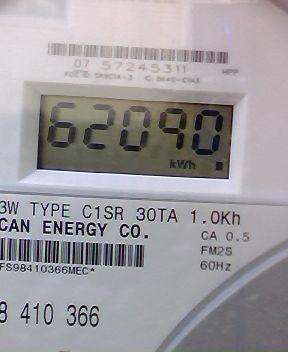 07 57245311
HPP
62090
kWh
3W TYPE C1SR 30TA 1.0Kh
CAN ENERGY CO.
CA 0.5
FM2S
60Hz
FS98410366MEC*
8 410 366